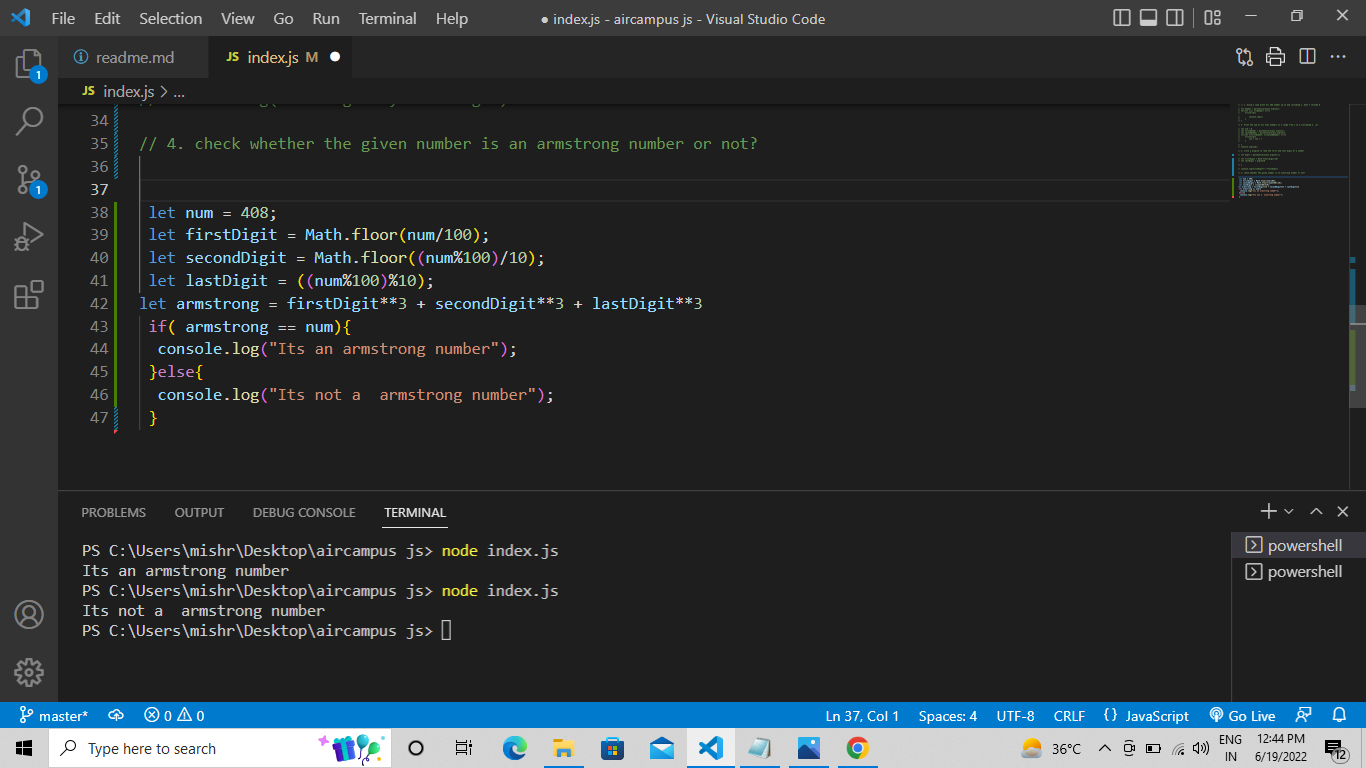 File Edit Selection View Go Run Terminal Help ● index.js - aircampus js - Visual Studio Code
readme.md JS index.js M ●
JS index.js > ...
34
35 // 4. check whether the given number is an armstrong number or not?
36
37
38 let num = 408;
39 let firstDigit = Math.floor(num/100);
40 let secondDigit = Math.floor((num%100)/10);
41 let lastDigit = ((num%100)%10);
42 let armstrong = firstDigit**3 + secondDigit**3 + lastDigit**3
43 if( armstrong == num){
44 console.log("Its an armstrong number");
45 }else{
46 console.log("Its not a  armstrong number");
47 }
PROBLEMS OUTPUT DEBUG CONSOLE TERMINAL
PS C:\Users\mishr\Desktop\aircampus js> node index.js
Its an armstrong number
PS C:\Users\mishr\Desktop\aircampus js> node index.js
Its not a  armstrong number
PS C:\Users\mishr\Desktop\aircampus js>
powershell
powershell
1
1
master* 0 0 Ln 37, Col 1 Spaces: 4 UTF-8 CRLF {} JavaScript Go Live
Type here to search 36°C ENG IN 12:44 PM 6/19/2022 12